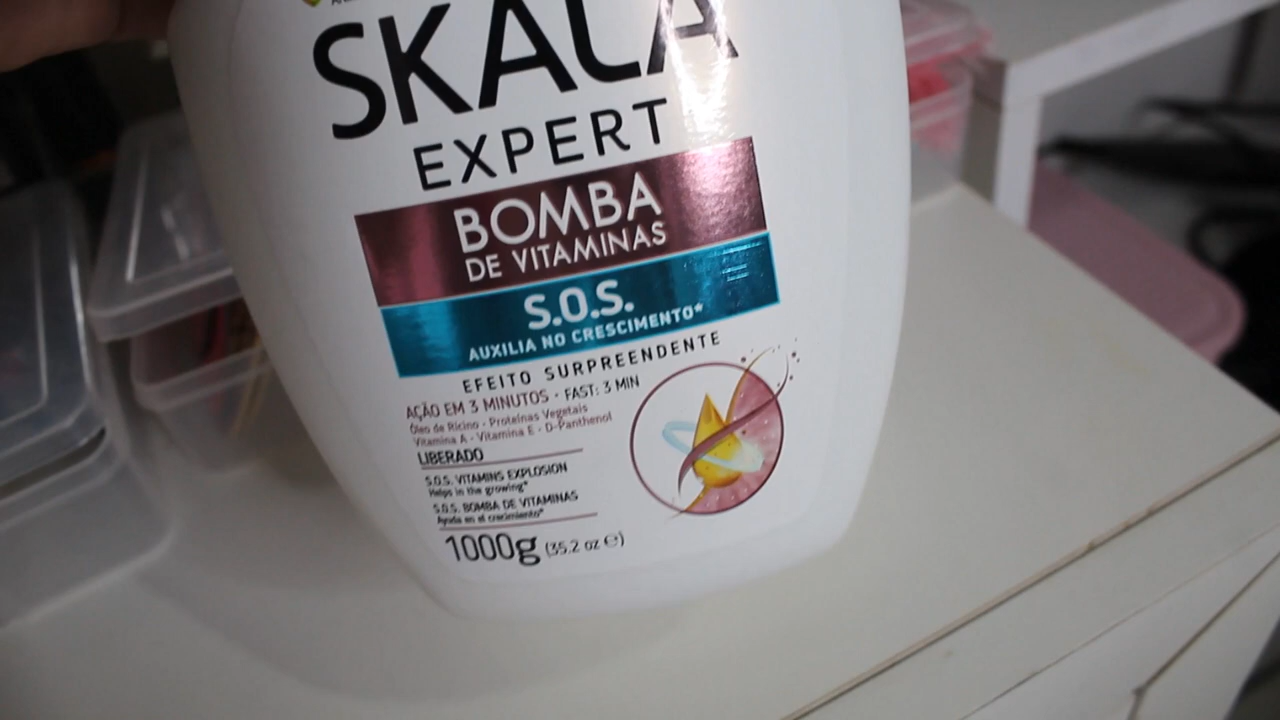 SKALA
EXPERT
BOMBA
DE VITAMINAS
S.O.S.
AUXILIA NO CRESCIMENTO*
EFEITO SURPREENDENTE
AÇÃO EM 3 MINUTOS • FAST: 3 MIN
Óleo de Ricino - Proteínas Vegetais
Vitamina A - Vitamina E - D-Panthenol
LIBERADO
S.O.S. VITAMINS EXPLOSION
Helps in the growing*
S.O.S. BOMBA DE VITAMINAS
Ayuda en el crecimiento*
1000g (35.2 oz ℮)